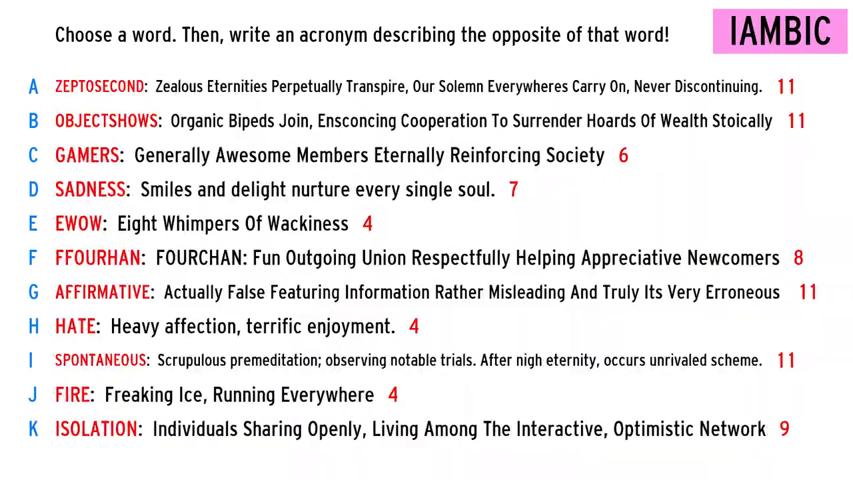 Choose a word. Then, write an acronym describing the opposite of that word!
IAMBIC
A ZEPTOSECOND: Zealous Eternities Perpetually Transpire, Our Solemn Everywheres Carry On, Never Discontinuing. 11
B OBJECTSHOWS: Organic Bipeds Join, Ensconcing Cooperation To Surrender Hoards Of Wealth Stoically 11
C GAMERS: Generally Awesome Members Eternally Reinforcing Society 6
D SADNESS: Smiles and delight nurture every single soul. 7
E EWOW: Eight Whimpers Of Wackiness 4
F FFOURHAN: FOURCHAN: Fun Outgoing Union Respectfully Helping Appreciative Newcomers 8
G AFFIRMATIVE: Actually False Featuring Information Rather Misleading And Truly Its Very Erroneous 11
H HATE: Heavy affection, terrific enjoyment. 4
I SPONTANEOUS: Scrupulous premeditation; observing notable trials. After nigh eternity, occurs unrivaled scheme. 11
J FIRE: Freaking Ice, Running Everywhere 4
K ISOLATION: Individuals Sharing Openly, Living Among The Interactive, Optimistic Network 9